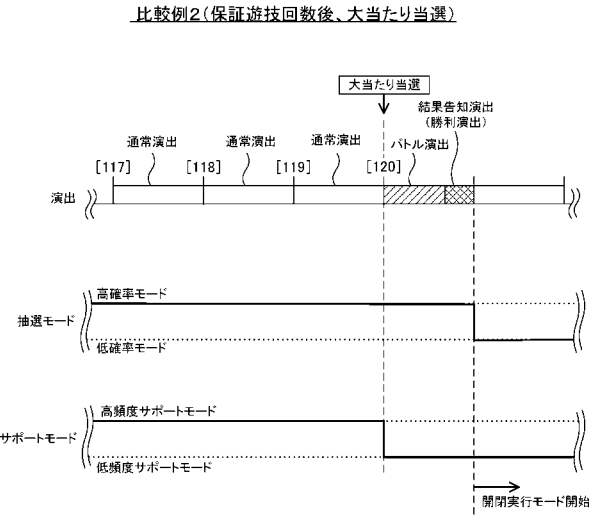 比較例2(保証遊技回数後、大当たり当選)
大当たり当選
結果告知演出
(勝利演出)
通常演出
通常演出
通常演出
バトル演出
[117]
[118]
[119]
[120]
演出
高確率モード
抽選モード
低確率モード
高頻度サポートモード
サポートモード
低頻度サポートモード
開閉実行モード開始